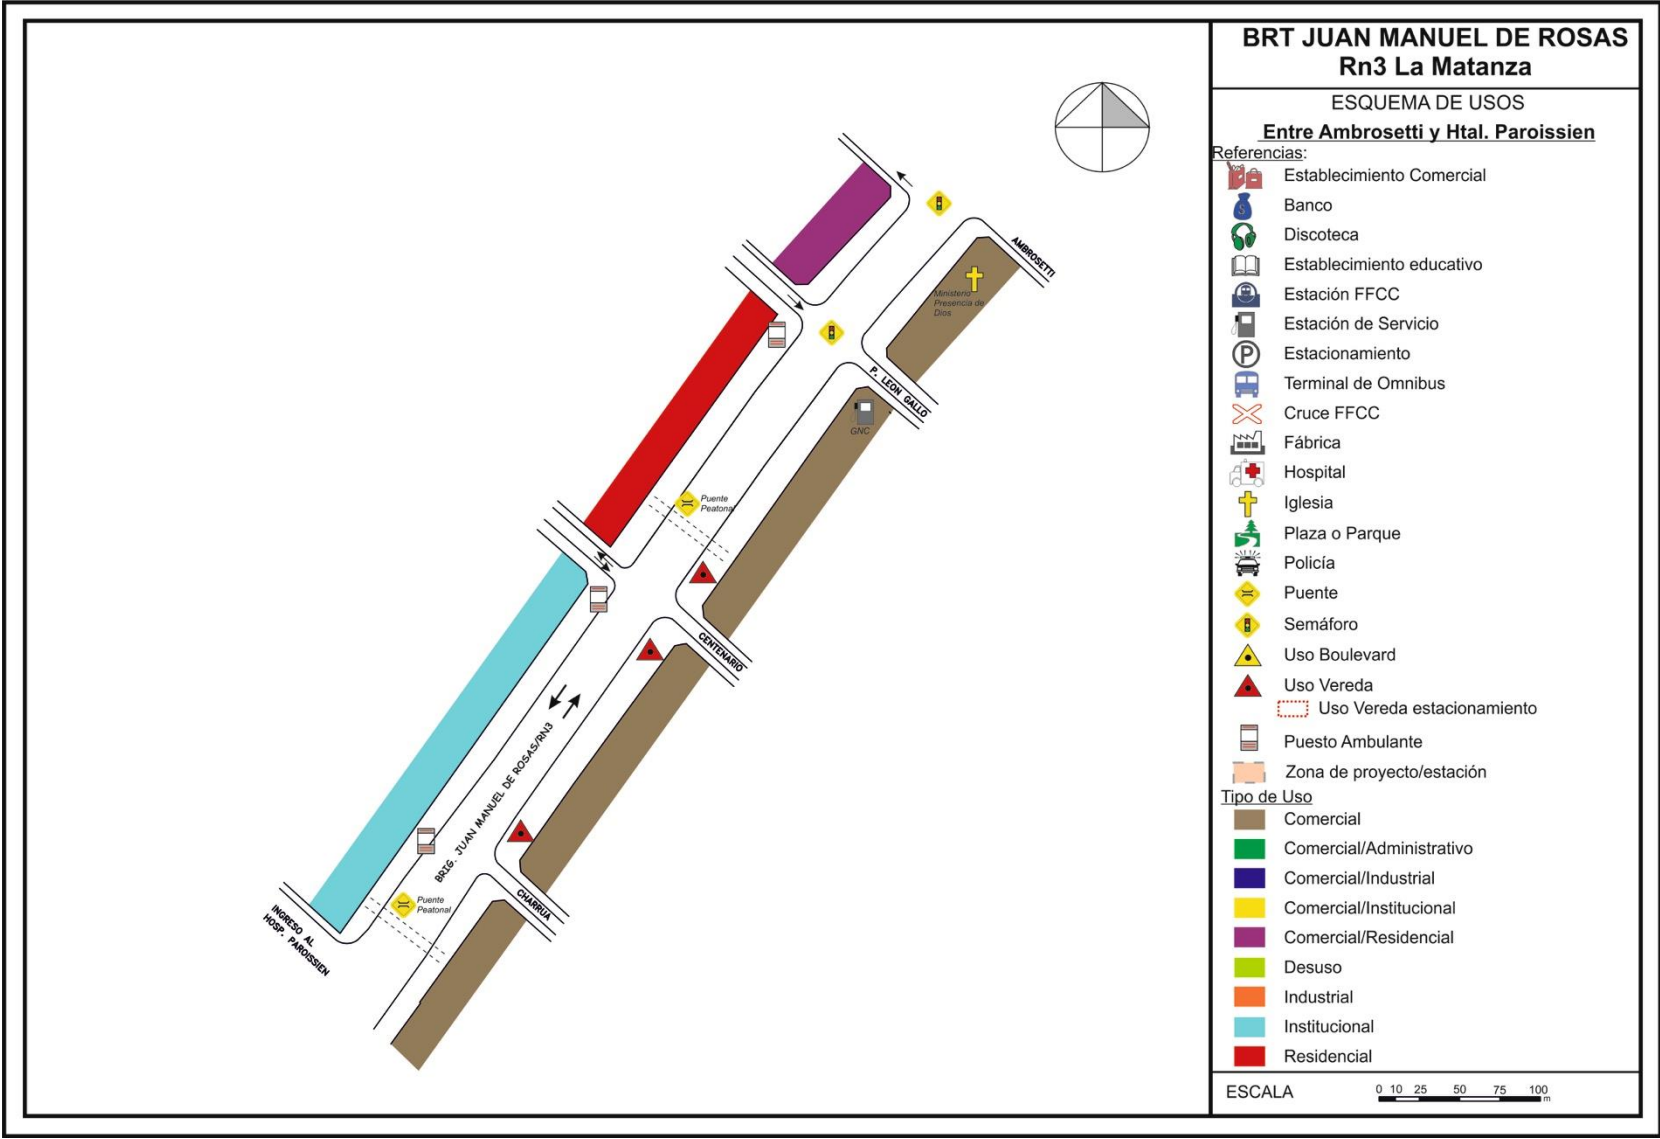 BRT JUAN MANUEL DE ROSAS
Rn3 La Matanza
ESQUEMA DE USOS
Entre Ambrosetti y Htal. Paroissien
Referencias:
Establecimiento Comercial
Banco
Discoteca
Establecimiento educativo
Estación FFCC
Estación de Servicio
Estacionamiento
Terminal de Omnibus
Cruce FFCC
Fábrica
Hospital
Iglesia
Plaza o Parque
Policía
Puente
Semáforo
Uso Boulevard
Uso Vereda
Uso Vereda estacionamiento
Puesto Ambulante
Zona de proyecto/estación
Tipo de Uso
Comercial
Comercial/Administrativo
Comercial/Industrial
Comercial/Institucional
Comercial/Residencial
Desuso
Industrial
Institucional
Residencial
ESCALA
0 10 25 50 75 100
m
AMBROSETTI
Ministerio
Presencia de
Dios
P. LEON GALLO
GNC
Puente
Peatonal
CENTENARIO
BRIG. JUAN MANUEL DE ROSAS/RN3
CHARRUA
Puente
Peatonal
INGRESO AL
HOSP. PAROISSIEN